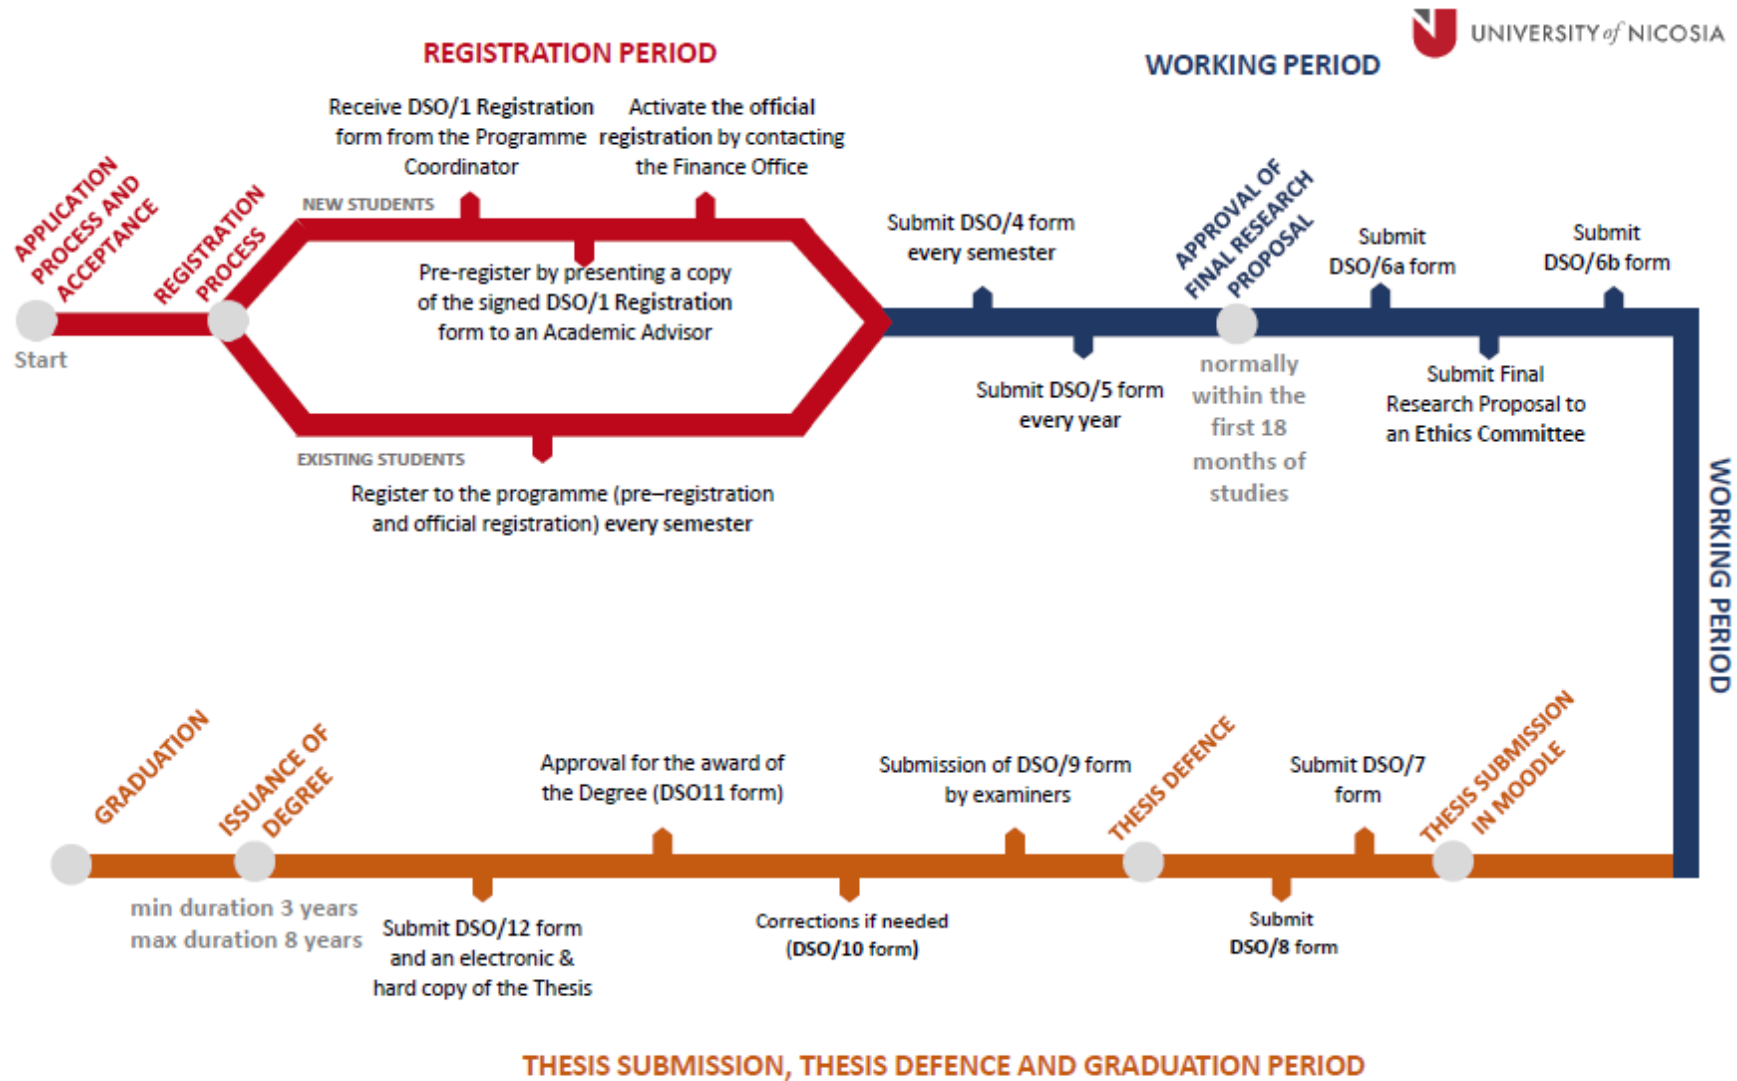 UNIVERSITY of NICOSIA
REGISTRATION PERIOD
WORKING PERIOD
APPLICATION
PROCESS AND
ACCEPTANCE
Start
REGISTRATION
PROCESS
NEW STUDENTS
Receive DSO/1 Registration
form from the Programme
Coordinator
Pre-register by presenting a copy
of the signed DSO/1 Registration
form to an Academic Advisor
Activate the official
registration by contacting
the Finance Office
EXISTING STUDENTS
Register to the programme (pre–registration
and official registration) every semester
Submit DSO/4 form
every semester
Submit DSO/5 form
every year
APPROVAL OF
FINAL RESEARCH
PROPOSAL
normally
within the
first 18
months of
studies
Submit
DSO/6a form
Submit Final
Research Proposal to
an Ethics Committee
Submit
DSO/6b form
WORKING PERIOD
THESIS SUBMISSION
IN MOODLE
Submit DSO/7
form
Submit
DSO/8 form
THESIS DEFENCE
Submission of DSO/9 form
by examiners
Corrections if needed
(DSO/10 form)
Approval for the award of
the Degree (DSO11 form)
Submit DSO/12 form
and an electronic &
hard copy of the Thesis
ISSUANCE OF
DEGREE
min duration 3 years
max duration 8 years
GRADUATION
THESIS SUBMISSION, THESIS DEFENCE AND GRADUATION PERIOD